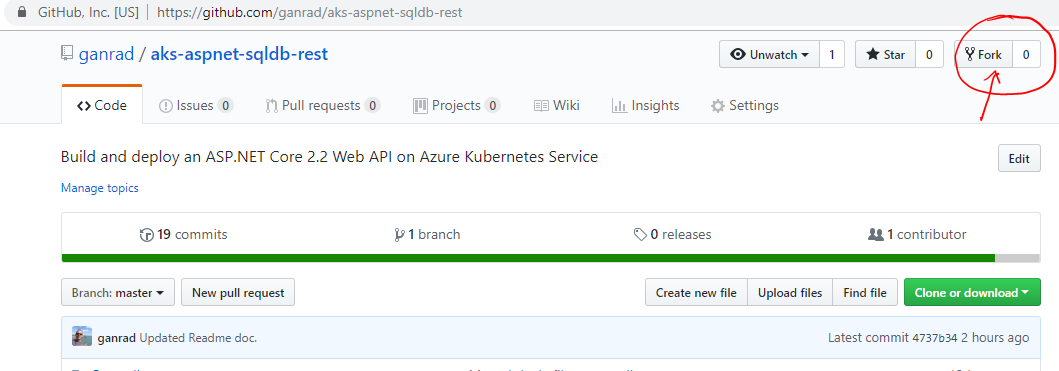 GitHub, Inc. [US] https://github.com/ganrad/aks-aspnet-sqldb-rest
ganrad / aks-aspnet-sqldb-rest Unwatch 1 Star 0 Fork 0
Code Issues 0 Pull requests 0 Projects 0 Wiki Insights Settings
Build and deploy an ASP.NET Core 2.2 Web API on Azure Kubernetes Service Edit
Manage topics
19 commits 1 branch 0 releases 1 contributor
Branch: master New pull request Create new file Upload files Find file Clone or download
ganrad Updated Readme doc. Latest commit 4737b34 2 hours ago